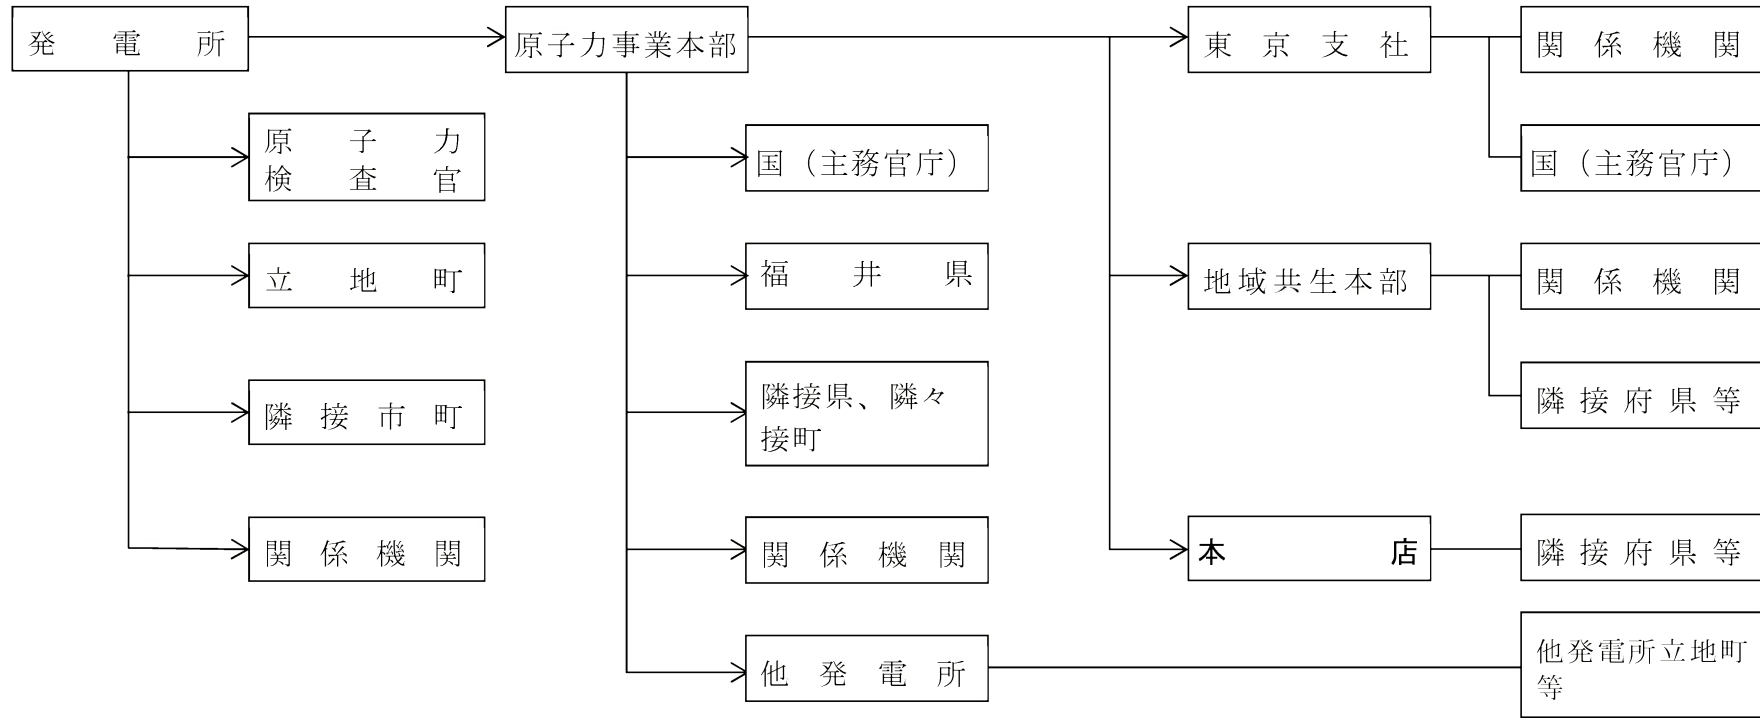 発電所
原子力事業本部
東京支社
関係機関
原子力
検査官
国（主務官庁）
国（主務官庁）
立地町
福井県
地域共生本部
関係機関
隣接市町
隣接県、隣々
接町
隣接府県等
関係機関
関係機関
本店
隣接府県等
他発電所
他発電所立地町
等